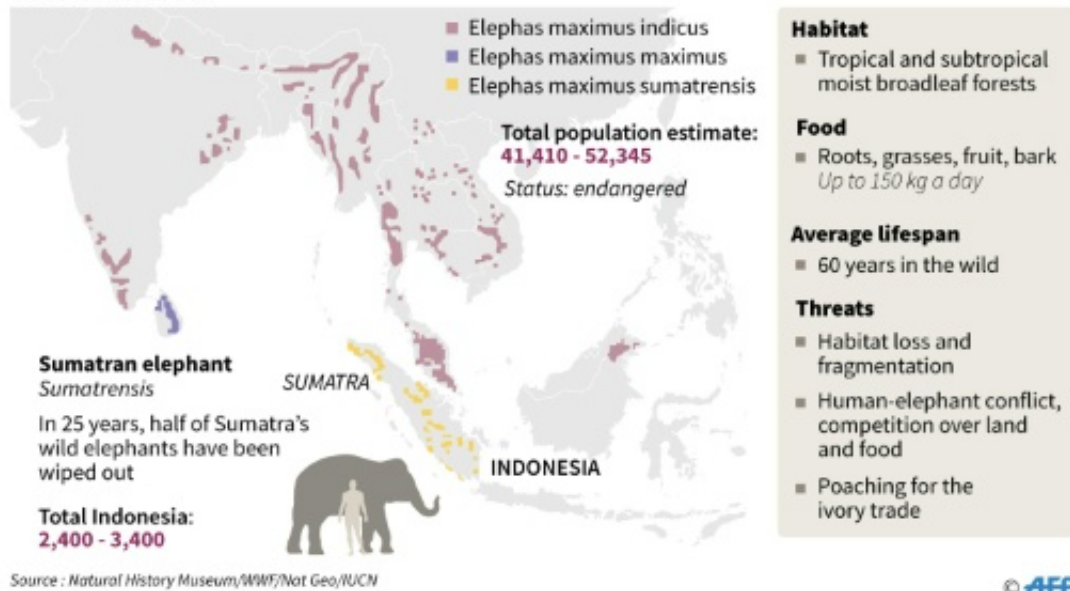 Elephas maximus indicus
Elephas maximus maximus
Elephas maximus sumatrensis
Total population estimate:
41,410 - 52,345
Status: endangered
Sumatran elephant
Sumatrensis
In 25 years, half of Sumatra's
wild elephants have been
wiped out
Total Indonesia:
2,400 - 3,400
SUMATRA
INDONESIA
Habitat
Tropical and subtropical
moist broadleaf forests
Food
Roots, grasses, fruit, bark
Up to 150 kg a day
Average lifespan
60 years in the wild
Threats
Habitat loss and
fragmentation
Human-elephant conflict,
competition over land
and food
Poaching for the
ivory trade
Source : Natural History Museum/WWF/Nat Geo/IUCN
© AFP